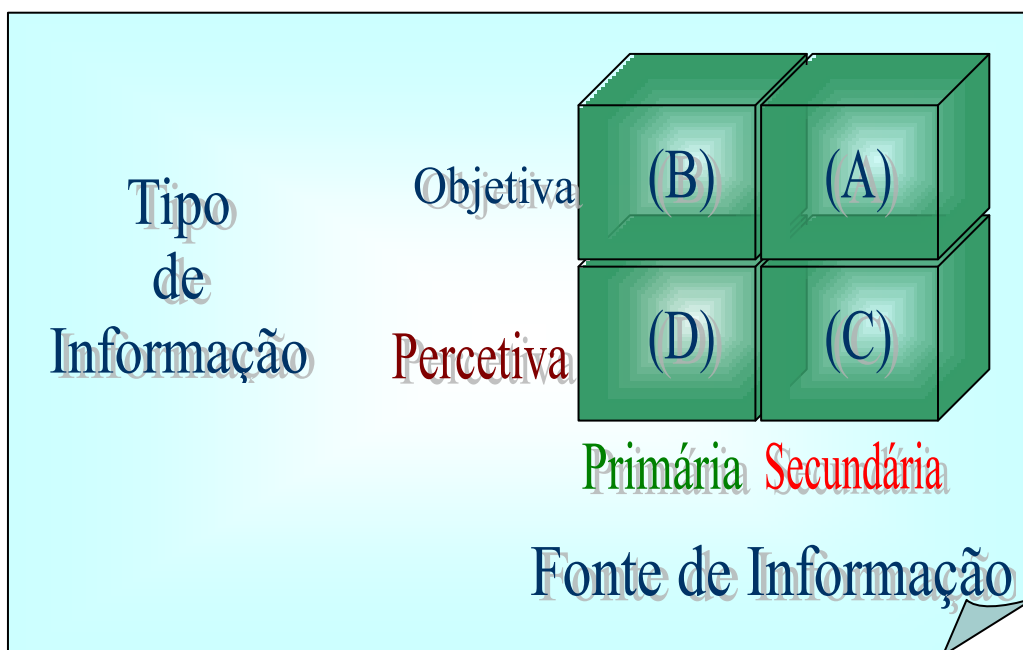 Tipo
de
Informação
Objetiva
(B)
(A)
Percetiva
(D)
(C)
Primária
Secundária
Fonte de Informação